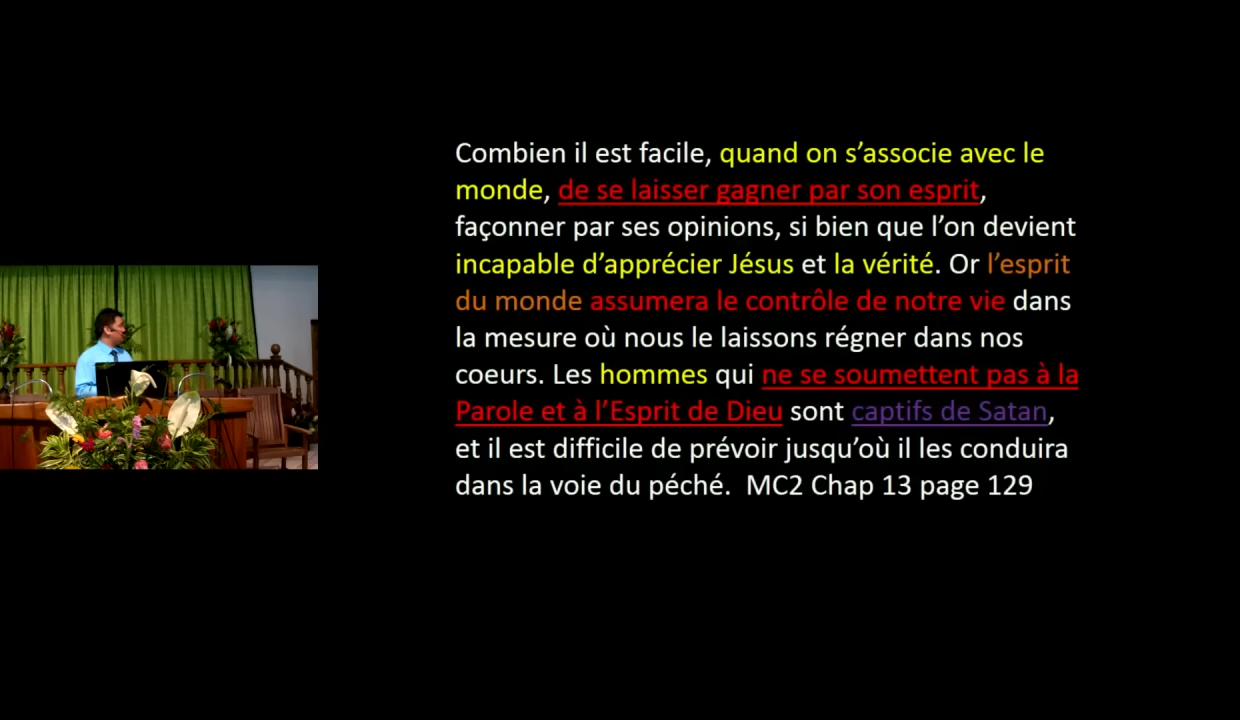 Combien il est facile, quand on s’associe avec le
monde, de se laisser gagner par son esprit,
façonner par ses opinions, si bien que l’on devient
incapable d’apprécier Jésus et la vérité. Or l’esprit
du monde assumera le contrôle de notre vie dans
la mesure où nous le laissons régner dans nos
coeurs. Les hommes qui ne se soumettent pas à la
Parole et à l’Esprit de Dieu sont captifs de Satan,
et il est difficile de prévoir jusqu’où il les conduira
dans la voie du péché.  MC2 Chap 13 page 129